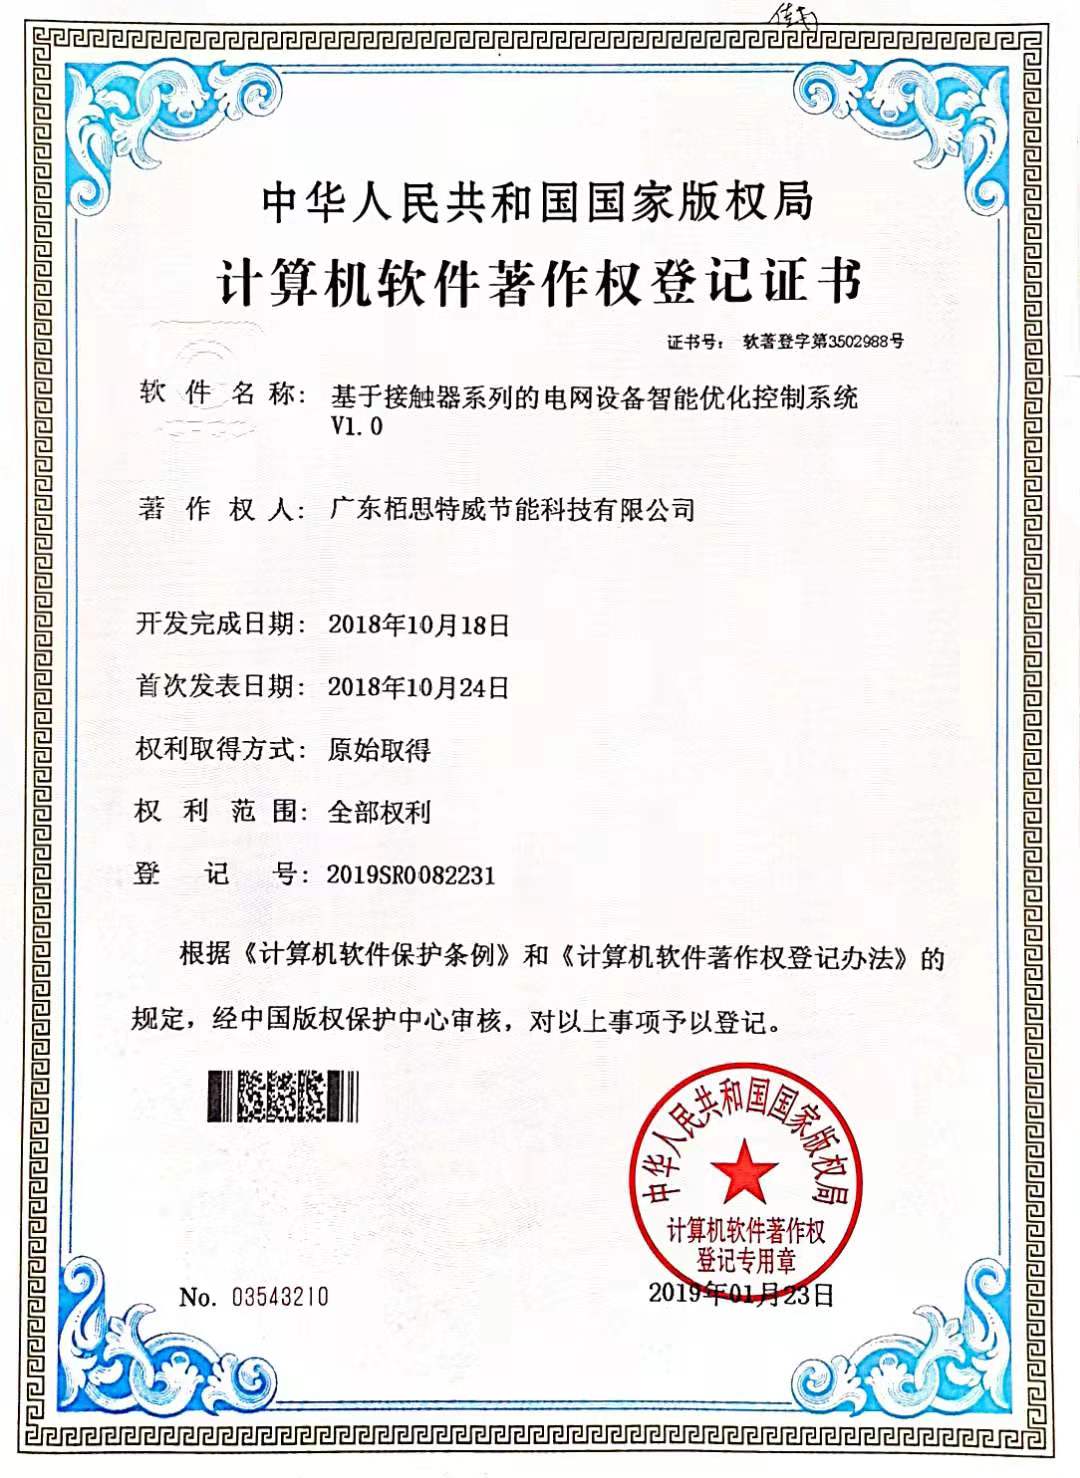 中华人民共和国国家版权局
计算机软件著作权登记证书
证书号： 软著登字第3502988号
软件名称： 基于接触器系列的电网设备智能优化控制系统
V1.0
著作权人： 广东栢思特威节能科技有限公司
开发完成日期： 2018年10月18日
首次发表日期： 2018年10月24日
权利取得方式： 原始取得
权利范围： 全部权利
登记号： 2019SR0082231
根据《计算机软件保护条例》和《计算机软件著作权登记办法》的
规定，经中国版权保护中心审核，对以上事项予以登记。
中华人民共和国国家版权局
计算机软件著作权
登记专用章
No. 03543210
2019年01月23日